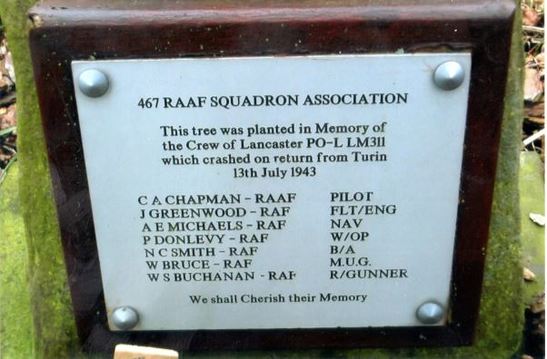 467 RAAF SQUADRON ASSOCIATION
This tree was planted in Memory of
the Crew of Lancaster PO-L LM311
which crashed on return from Turin
13th July 1943
C A CHAPMAN - RAAF PILOT
J GREENWOOD - RAF FLT/ENG
A E MICHAELS - RAF NAV
P DONLEVY - RAF W/OP
N C SMITH - RAF B/A
W BRUCE - RAF M.U.G.
W S BUCHANAN - RAF R/GUNNER
We shall Cherish their Memory